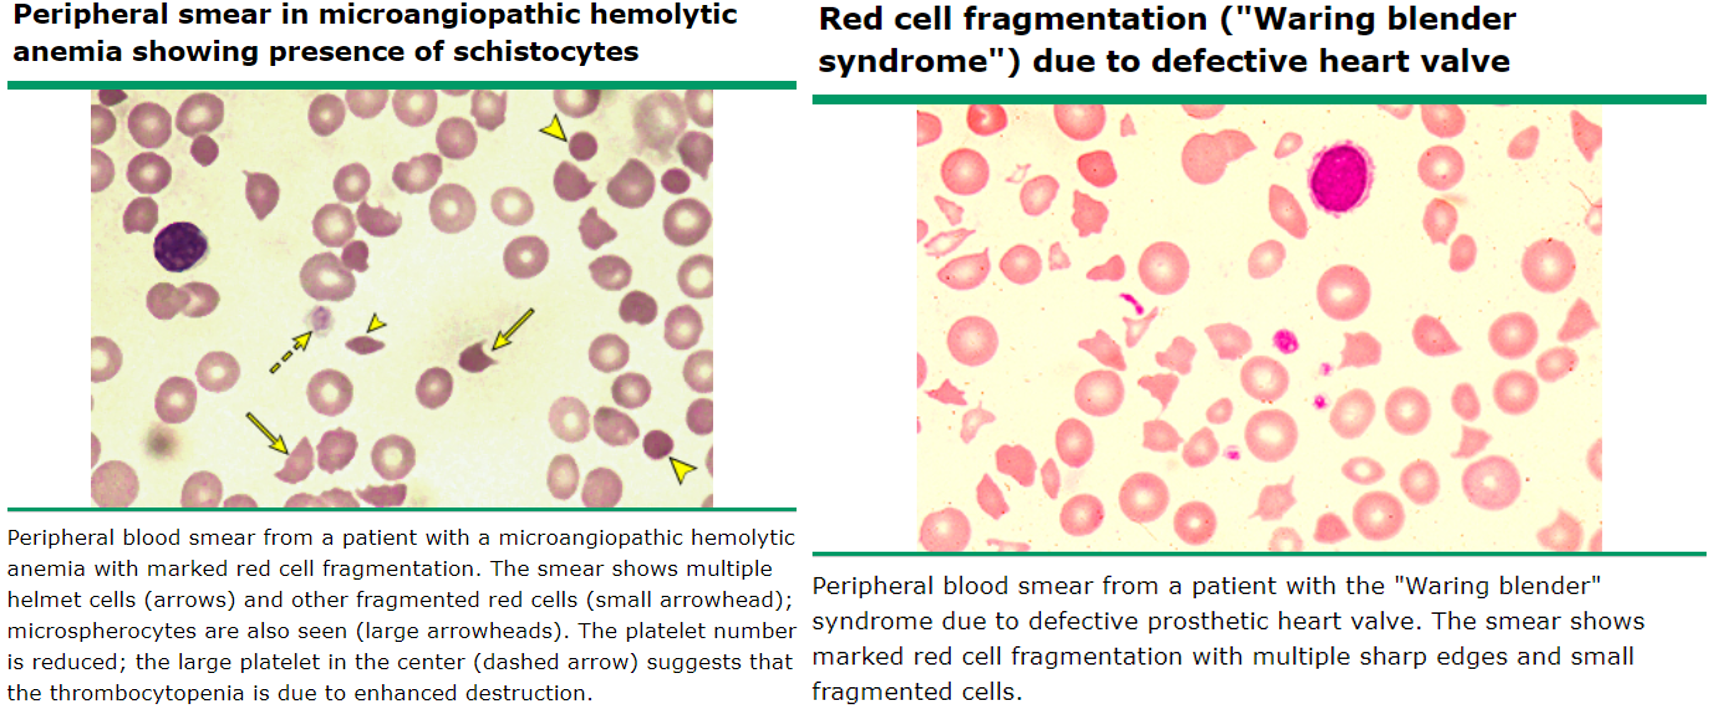 Peripheral smear in microangiopathic hemolytic
anemia showing presence of schistocytes
Peripheral blood smear from a patient with a microangiopathic hemolytic
anemia with marked red cell fragmentation. The smear shows multiple
helmet cells (arrows) and other fragmented red cells (small arrowhead);
microspherocytes are also seen (large arrowheads). The platelet number
is reduced; the large platelet in the center (dashed arrow) suggests that
the thrombocytopenia is due to enhanced destruction.
Red cell fragmentation ("Waring blender
syndrome") due to defective heart valve
Peripheral blood smear from a patient with the "Waring blender"
syndrome due to defective prosthetic heart valve. The smear shows
marked red cell fragmentation with multiple sharp edges and small
fragmented cells.